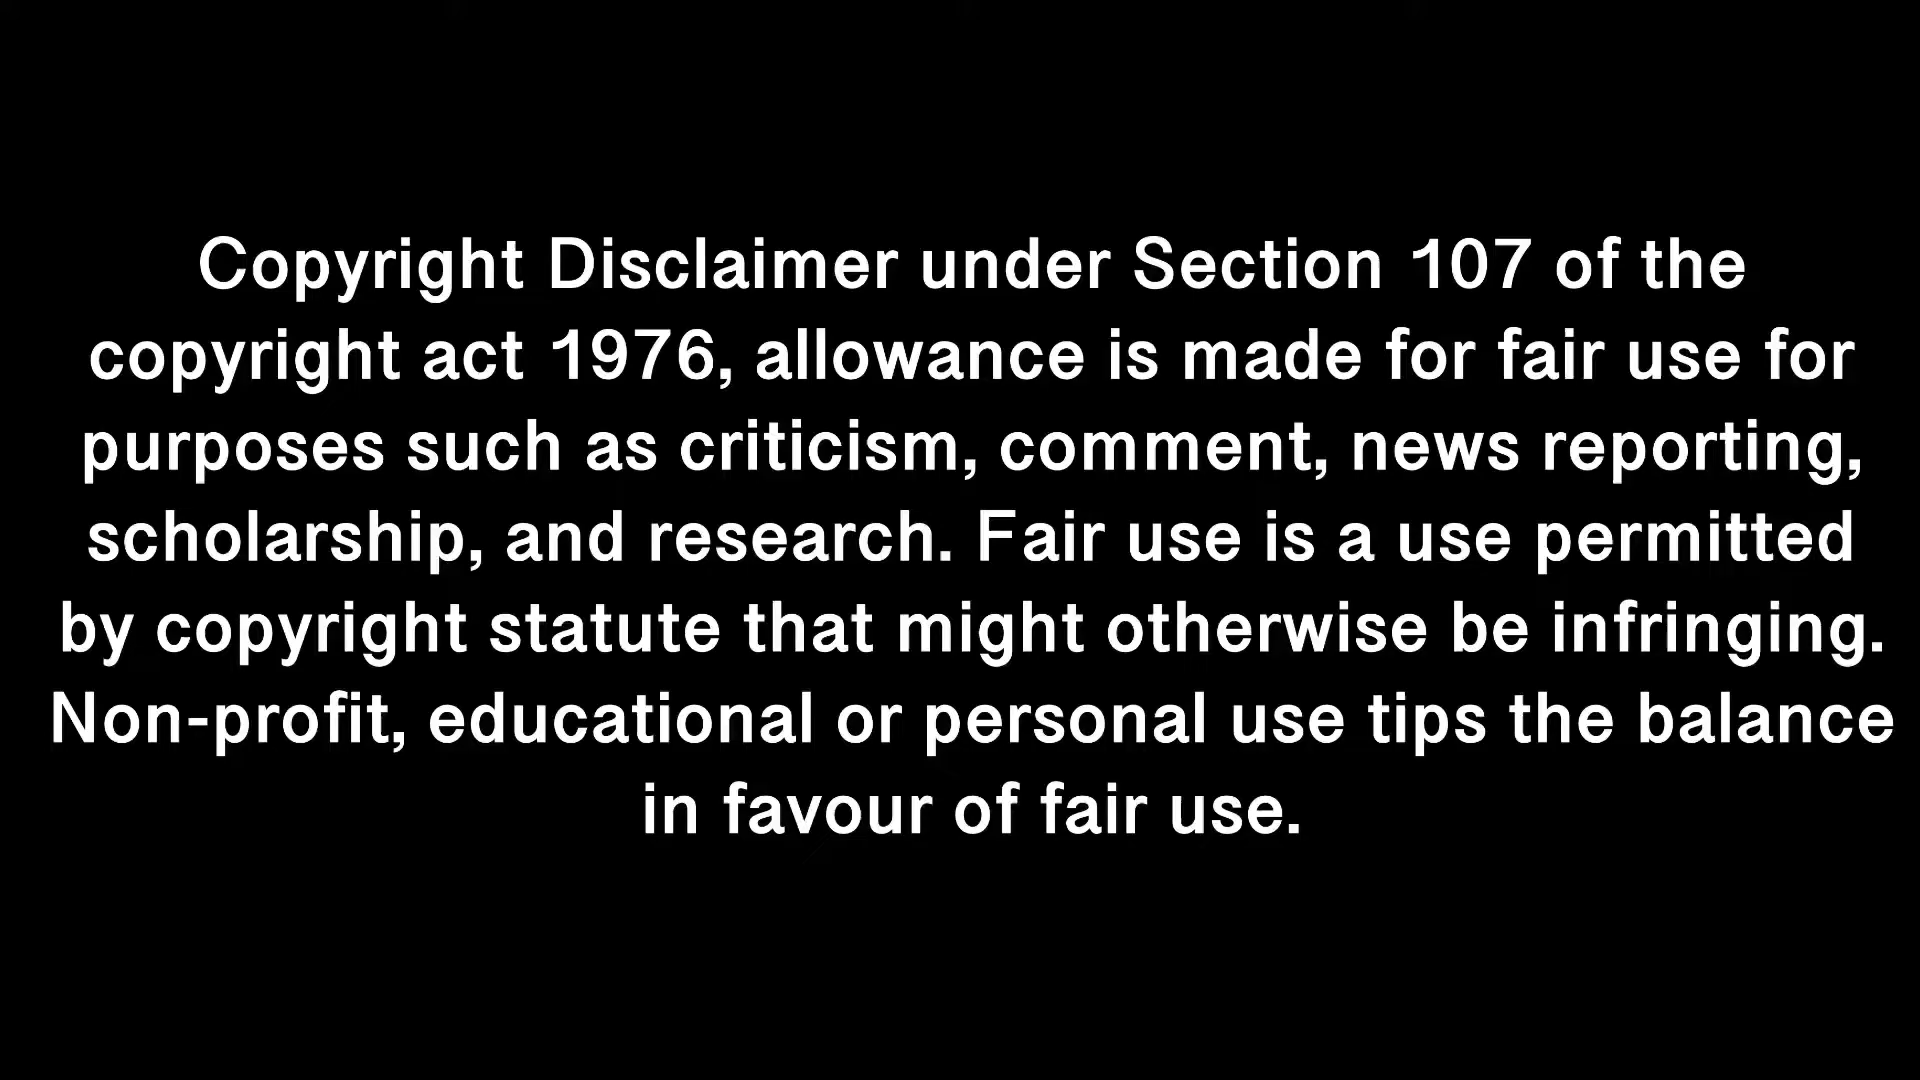 Copyright Disclaimer under Section 107 of the
copyright act 1976, allowance is made for fair use for
purposes such as criticism, comment, news reporting,
scholarship, and research. Fair use is a use permitted
by copyright statute that might otherwise be infringing.
Non-profit, educational or personal use tips the balance
in favour of fair use.